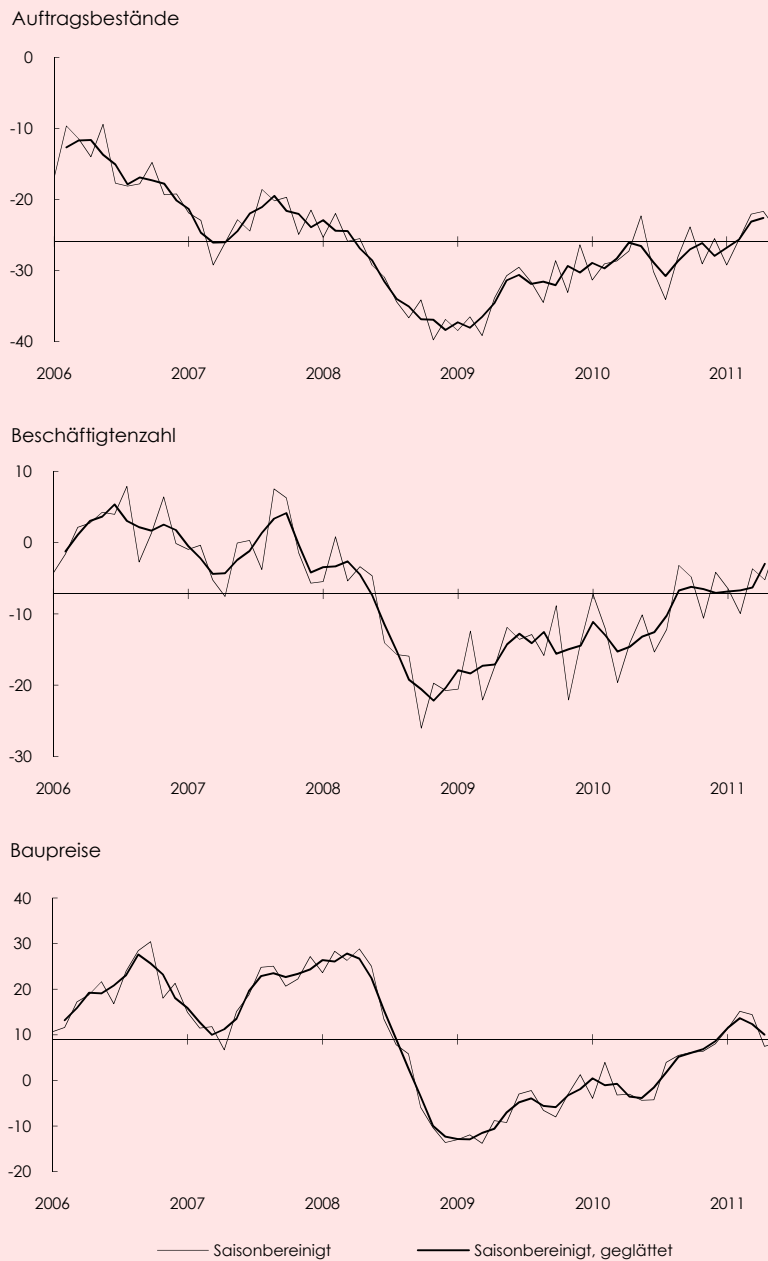 Auftragsbestände
0
-10
-20
-30
-40
2006 2007 2008 2009 2010 2011
Beschäftigtenzahl
10
0
-10
-20
-30
2006 2007 2008 2009 2010 2011
Baupreise
40
30
20
10
0
-10
-20
2006 2007 2008 2009 2010 2011
Saisonbereinigt Saisonbereinigt, geglättet